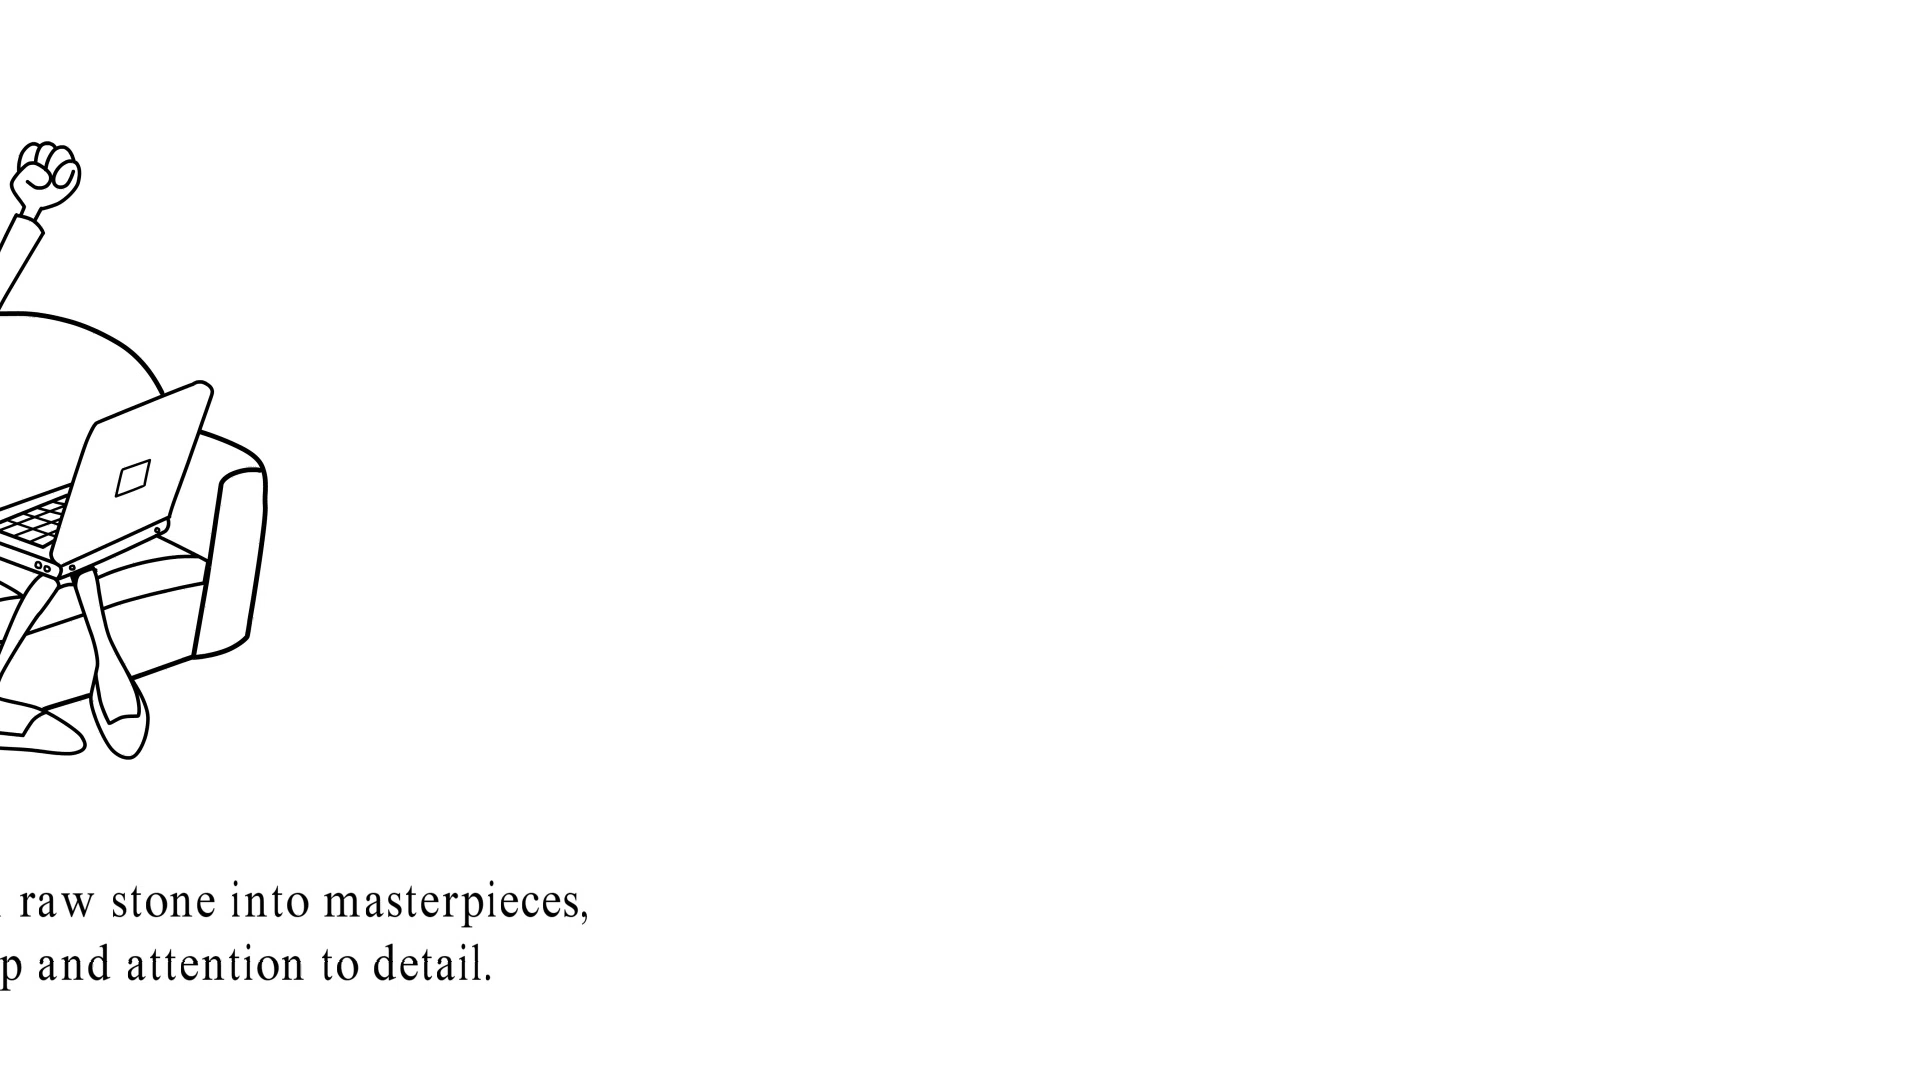 raw stone into masterpieces,
p and attention to detail.